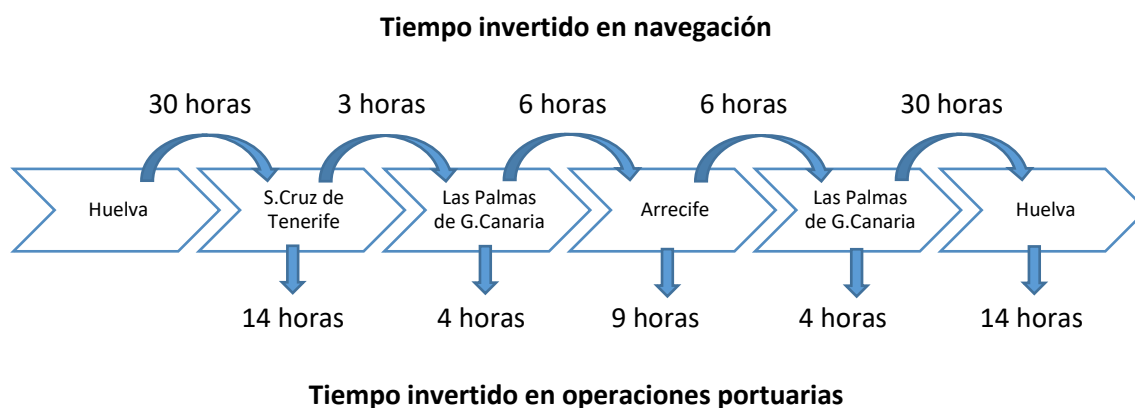 Tiempo invertido en navegación
30 horas
3 horas
6 horas
6 horas
30 horas
Huelva
S.Cruz de
Tenerife
Las Palmas
de G.Canaria
Arrecife
Las Palmas
de G.Canaria
Huelva
14 horas
4 horas
9 horas
4 horas
14 horas
Tiempo invertido en operaciones portuarias